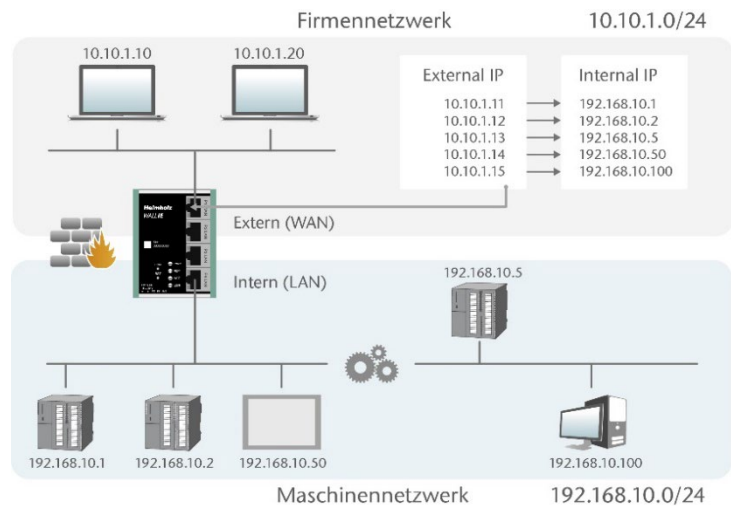 Firmennetzwerk 10.10.1.0/24
10.10.1.10 10.10.1.20
External IP Internal IP
10.10.1.11 192.168.10.1
10.10.1.12 192.168.10.2
10.10.1.13 192.168.10.5
10.10.1.14 192.168.10.50
10.10.1.15 192.168.10.100
Helmholz
WALL IE
Extern (WAN)
Intern (LAN)
192.168.10.5
192.168.10.1 192.168.10.2 192.168.10.50 192.168.10.100
Maschinennetzwerk 192.168.10.0/24